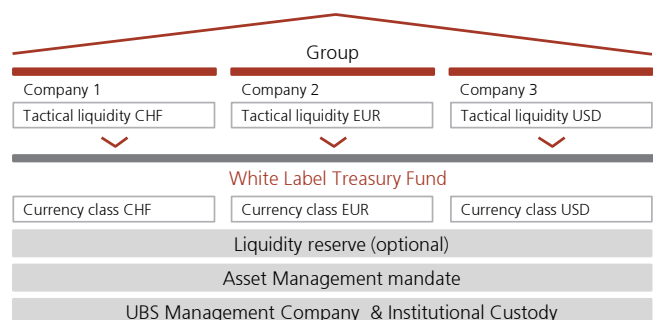 Group
Company 1 Company 2 Company 3
Tactical liquidity CHF Tactical liquidity EUR Tactical liquidity USD
White Label Treasury Fund
Currency class CHF Currency class EUR Currency class USD
Liquidity reserve (optional)
Asset Management mandate
UBS Management Company & Institutional Custody